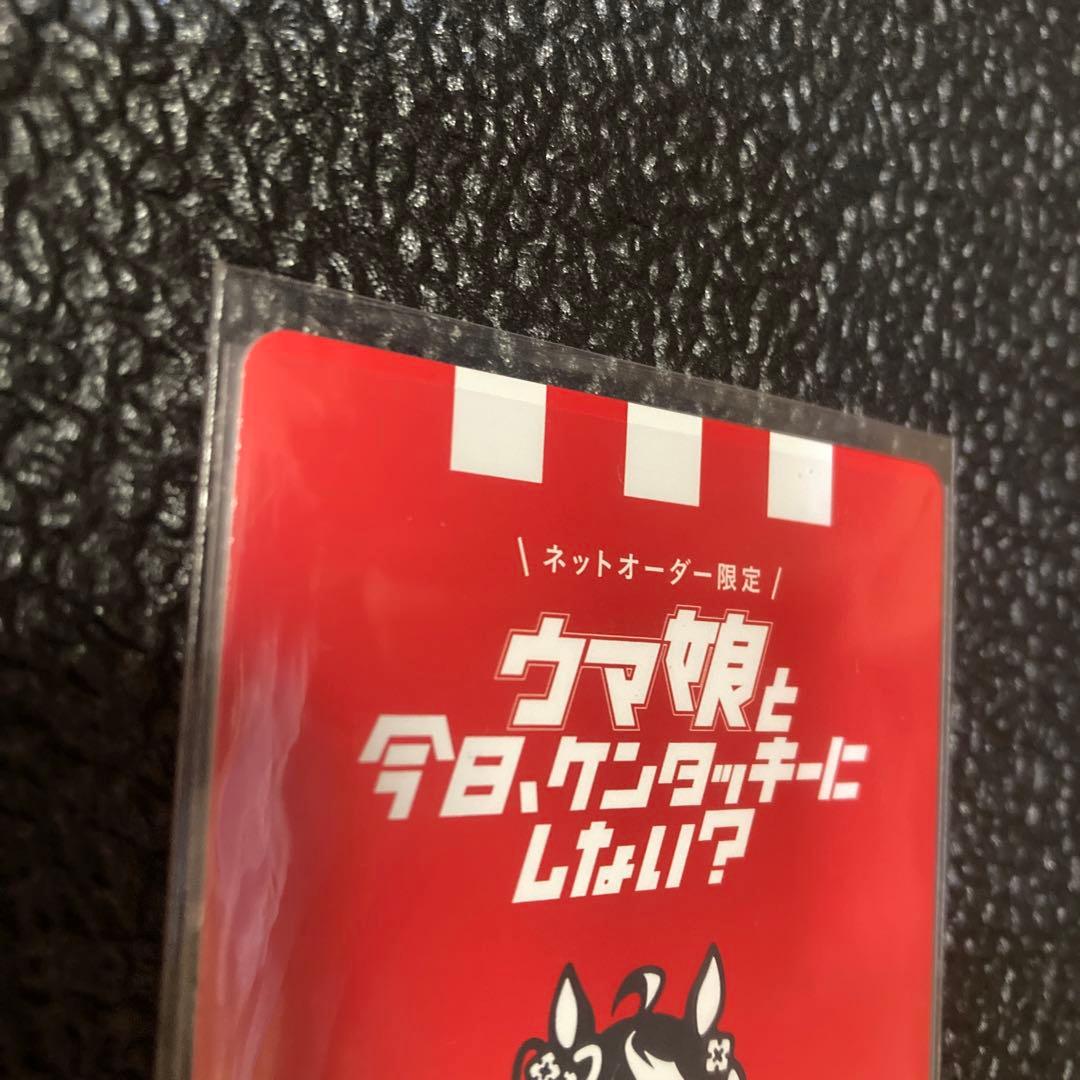 \ ネットオーダー限定 /
ウマ娘と
今日、ケンタッキーに
しない?